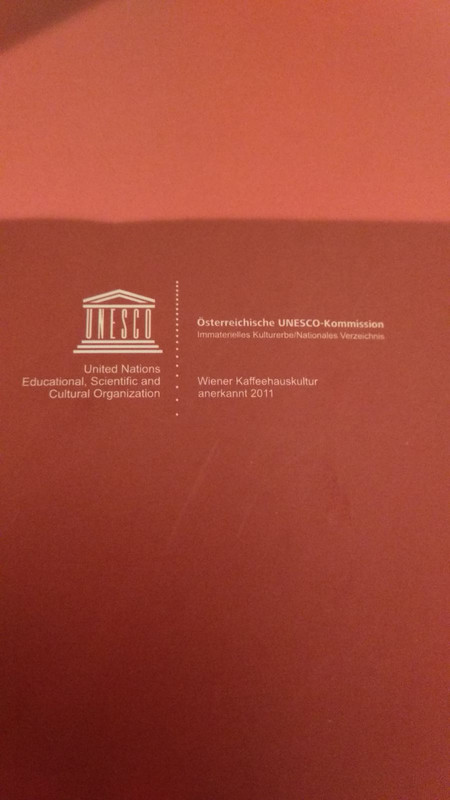 UNESCO
United Nations
Educational, Scientific and
Cultural Organization
Österreichische UNESCO-Kommission
Immaterielles Kulturerbe/Nationales Verzeichnis
Wiener Kaffeehauskultur
anerkannt 2011